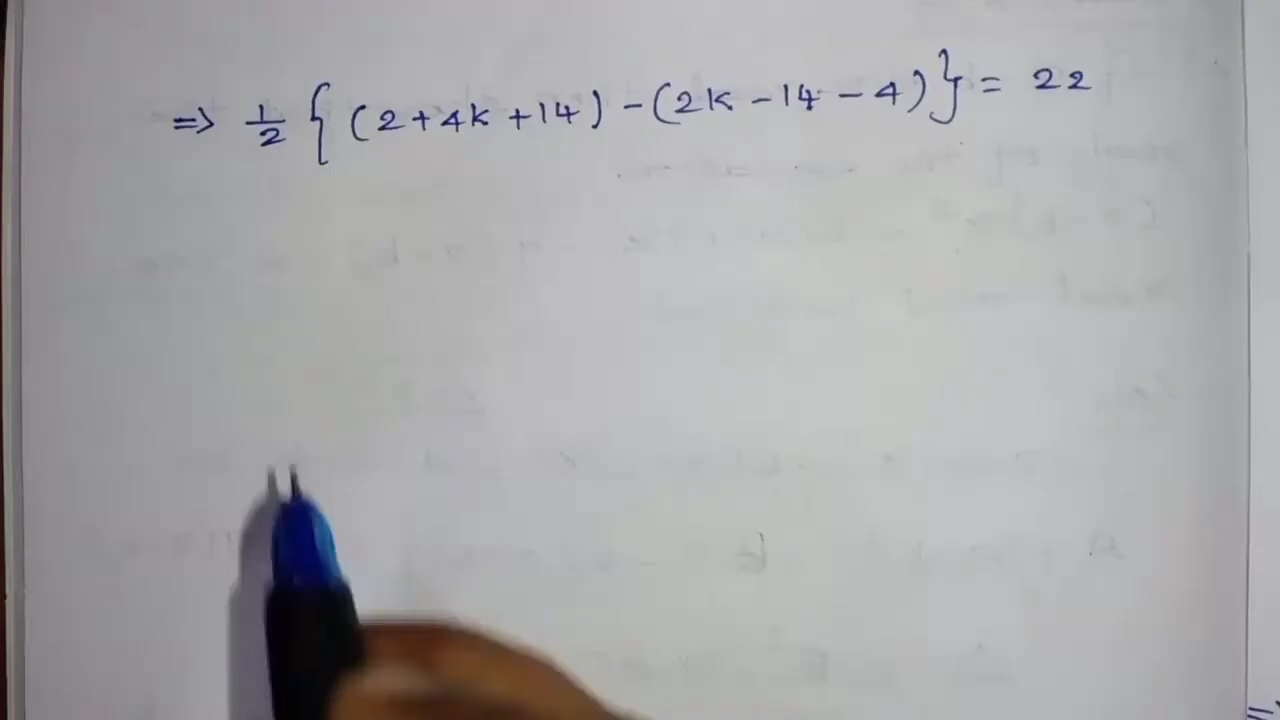 ⇒ 1/2 { (2+4k+14) - (2k-14-4) } = 22